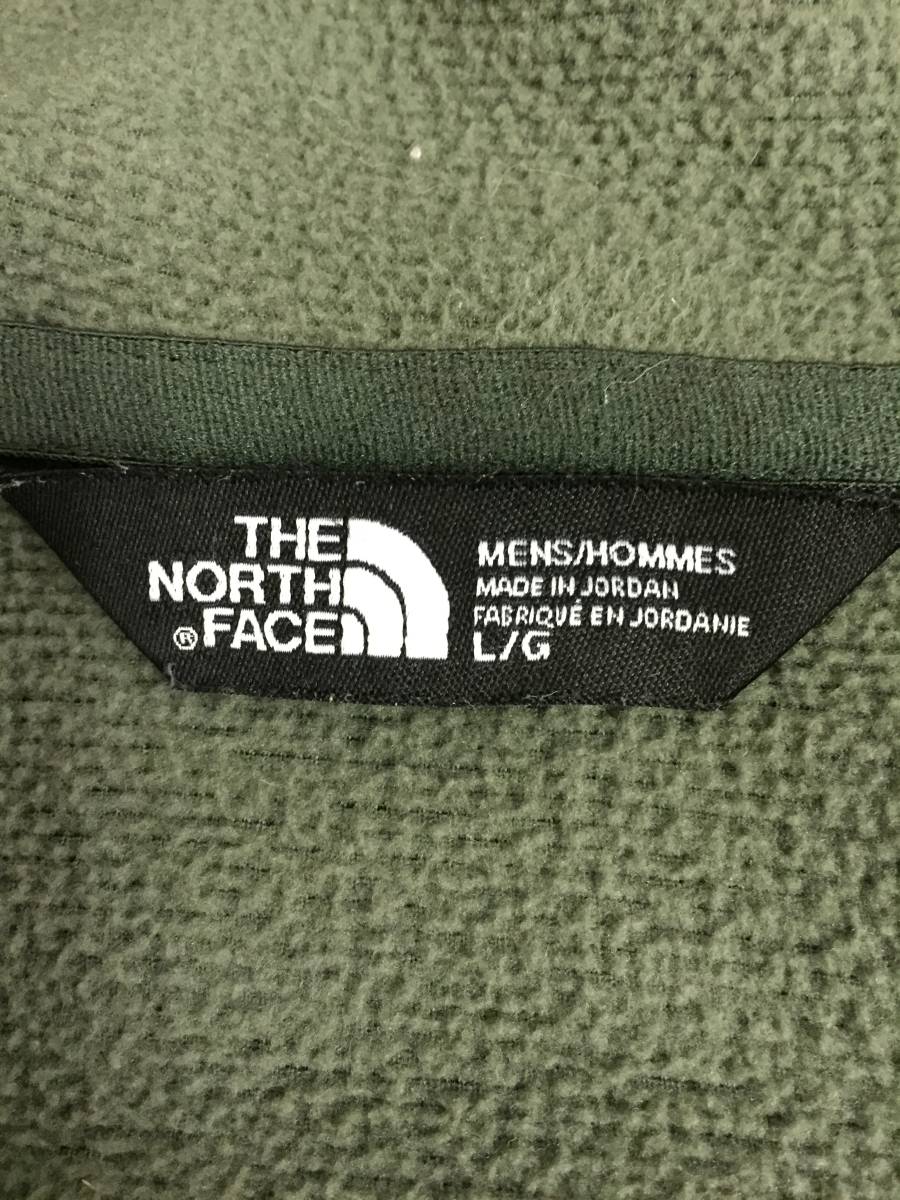 THE
NORTH
® FACE
MENS/HOMMES
MADE IN JORDAN
FABRIQUÉ EN JORDANIE
L/G